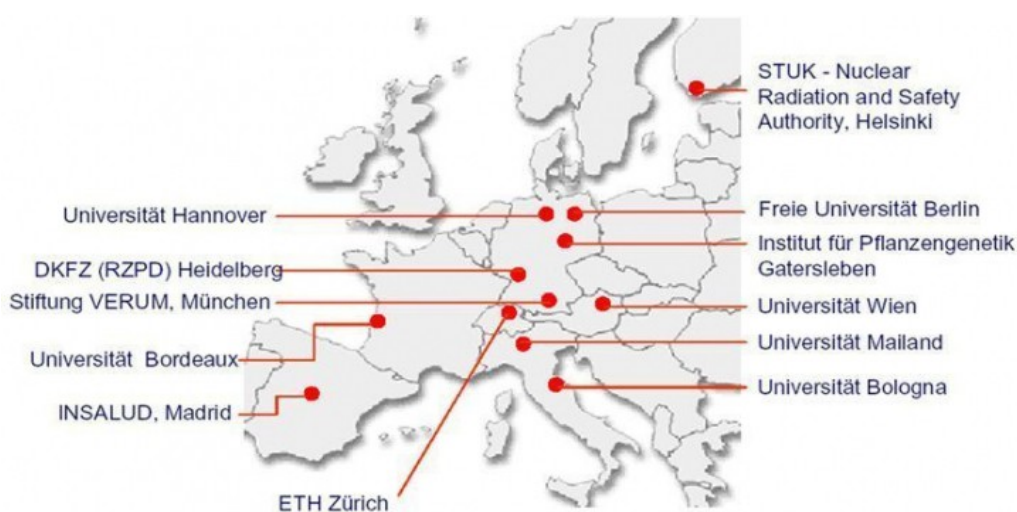 STUK - Nuclear
Radiation and Safety
Authority, Helsinki
Universität Hannover
Freie Universität Berlin
Institut für Pflanzengenetik
Gatersleben
DKFZ (RZPD) Heidelberg
Stiftung VERUM, München
Universität Wien
Universität Mailand
Universität Bordeaux
Universität Bologna
INSALUD, Madrid
ETH Zürich